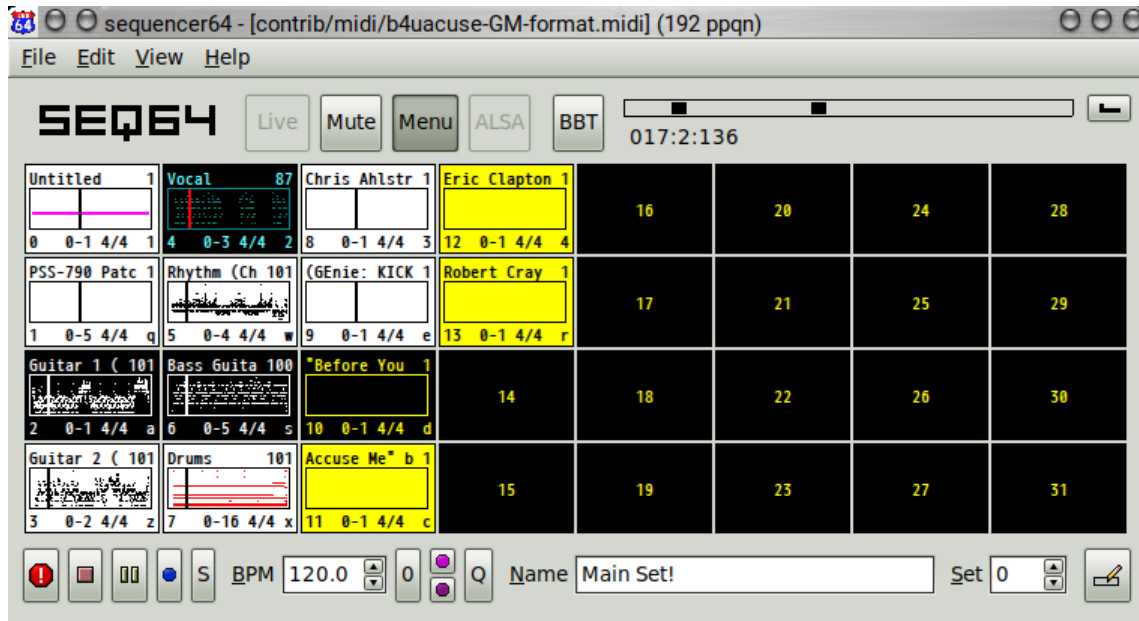 64 sequencer64 - [contrib/midi/b4uacuse-GM-format.midi] (192 ppqn)
File Edit View Help
SEQ64 Live Mute Menu ALSA BBT 017:2:136
Untitled 1 Vocal 87 Chris Ahlstr 1 Eric Clapton 1
16 20 24 28
0 0-1 4/4 1 4 0-3 4/4 2 8 0-1 4/4 3 12 0-1 4/4 4
PSS-790 Patc 1 Rhythm (Ch 101 (GEnie: KICK 1 Robert Cray 1
17 21 25 29
1 0-5 4/4 q 5 0-4 4/4 w 9 0-1 4/4 e 13 0-1 4/4 r
Guitar 1 ( 101 Bass Guita 100 "Before You 1
14 18 22 26 30
2 0-1 4/4 a 6 0-5 4/4 s 10 0-1 4/4 d
Guitar 2 ( 101 Drums 101 Accuse Me" b 1
15 19 23 27 31
3 0-2 4/4 z 7 0-16 4/4 x 11 0-1 4/4 c
S BPM 120.0 0 Q Name Main Set! Set 0